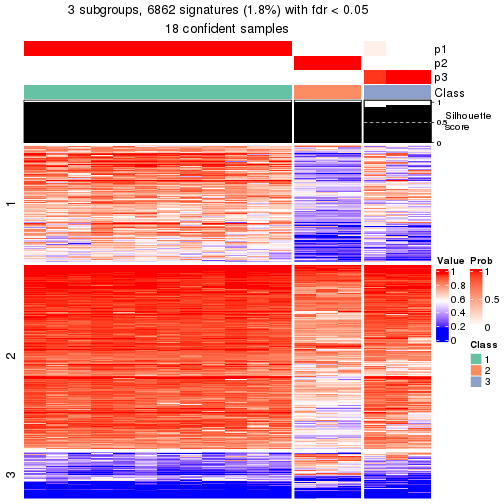 3 subgroups, 6862 signatures (1.8%) with fdr < 0.05
18 confident samples
p1
p2
p3
Class
1
0.5
0
Silhouette
score
1
2
3
Value
1
0.8
0.6
0.4
0.2
0
Prob
1
0.5
0
Class
1
2
3